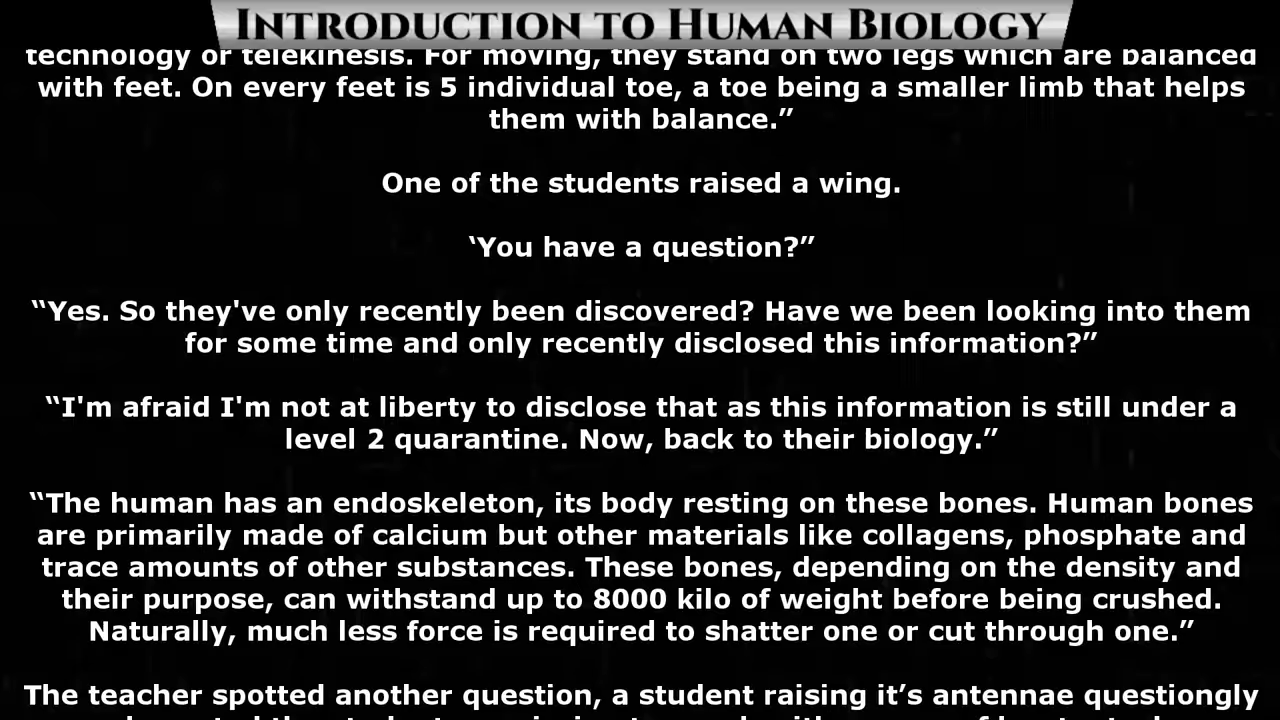 INTRODUCTION TO HUMAN BIOLOGY
technology or telekinesis. For moving, they stand on two legs which are balanced
with feet. On every feet is 5 individual toe, a toe being a smaller limb that helps
them with balance.”
One of the students raised a wing.
‘You have a question?”
“Yes. So they've only recently been discovered? Have we been looking into them
for some time and only recently disclosed this information?”
“I'm afraid I'm not at liberty to disclose that as this information is still under a
level 2 quarantine. Now, back to their biology.”
“The human has an endoskeleton, its body resting on these bones. Human bones
are primarily made of calcium but other materials like collagens, phosphate and
trace amounts of other substances. These bones, depending on the density and
their purpose, can withstand up to 8000 kilo of weight before being crushed.
Naturally, much less force is required to shatter one or cut through one.”
The teacher spotted another question, a student raising it’s antennae questiongly